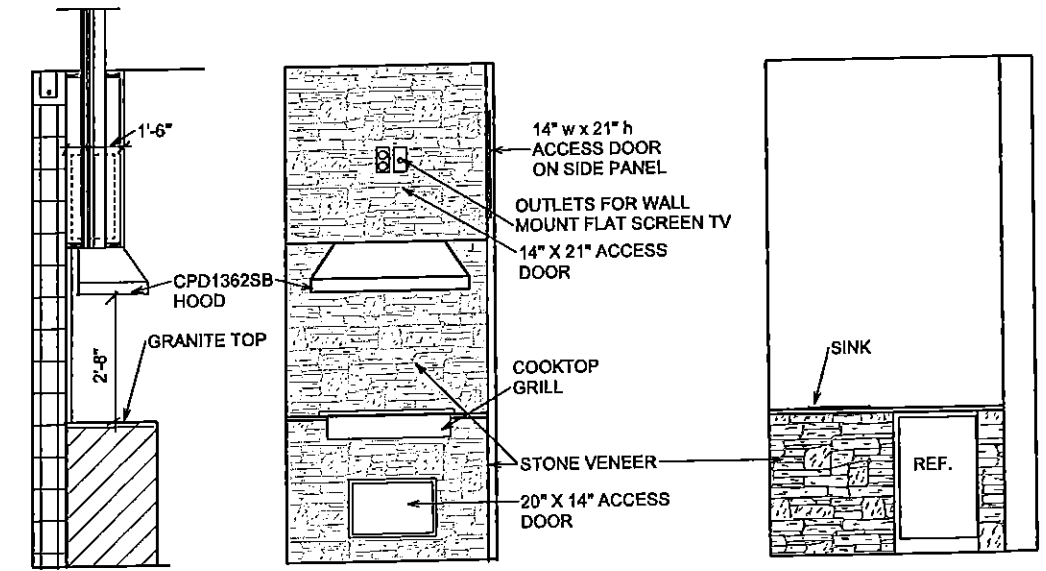 1'-6"
CPD1362SB
HOOD
GRANITE TOP
2'-8"
14" w x 21" h
ACCESS DOOR
ON SIDE PANEL
OUTLETS FOR WALL
MOUNT FLAT SCREEN TV
14" X 21" ACCESS
DOOR
COOKTOP
GRILL
STONE VENEER
20" X 14" ACCESS
DOOR
SINK
REF.